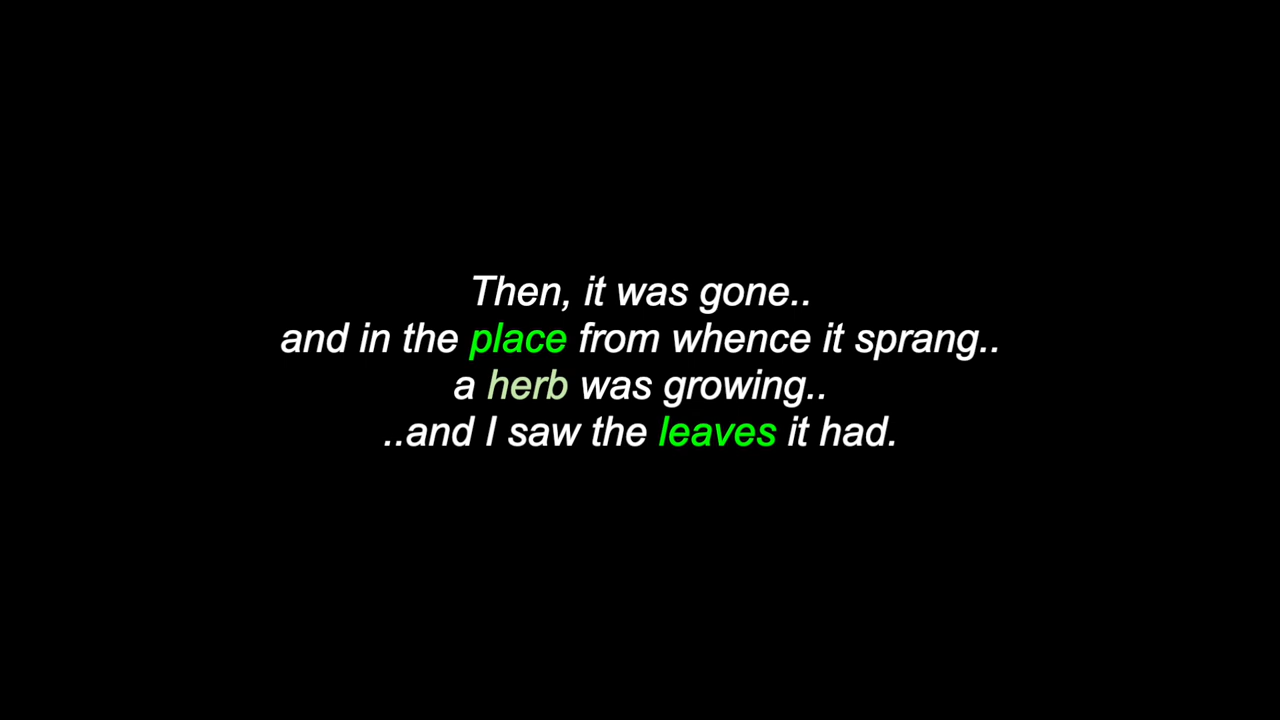 Then, it was gone..
and in the place from whence it sprang..
a herb was growing..
..and I saw the leaves it had.